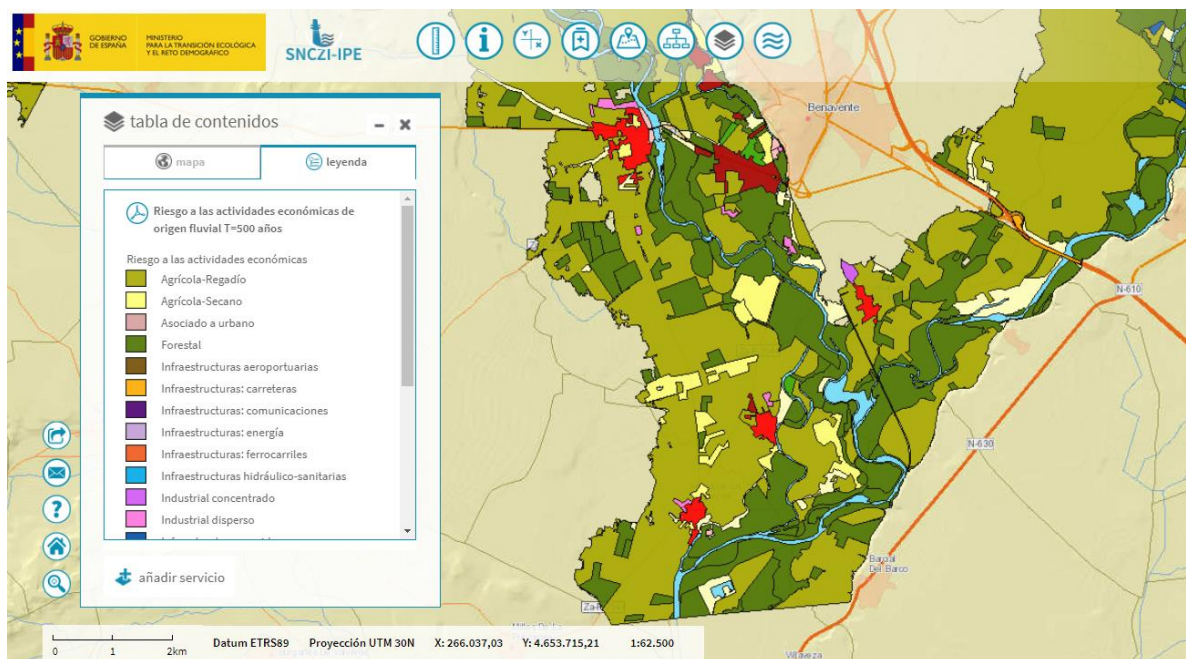 GOBIERNO
DE ESPAÑA
MINISTERIO
PARA LA TRANSICIÓN ECOLÓGICA
Y EL RETO DEMOGRÁFICO
SNCZI-IPE
tabla de contenidos
mapa
leyenda
Riesgo a las actividades económicas de
origen fluvial T=500 años
Riesgo a las actividades económicas
Agrícola-Regadío
Agrícola-Secano
Asociado a urbano
Forestal
Infraestructuras aeroportuarias
Infraestructuras: carreteras
Infraestructuras: comunicaciones
Infraestructuras: energía
Infraestructuras: ferrocarriles
Infraestructuras hidráulico-sanitarias
Industrial concentrado
Industrial disperso
añadir servicio
Benavente
N-610
N-630
Barcial
Del Barco
Villaveza
0 1 2km
Datum ETRS89 Proyección UTM 30N X: 266.037,03 Y: 4.653.715,21 1:62.500